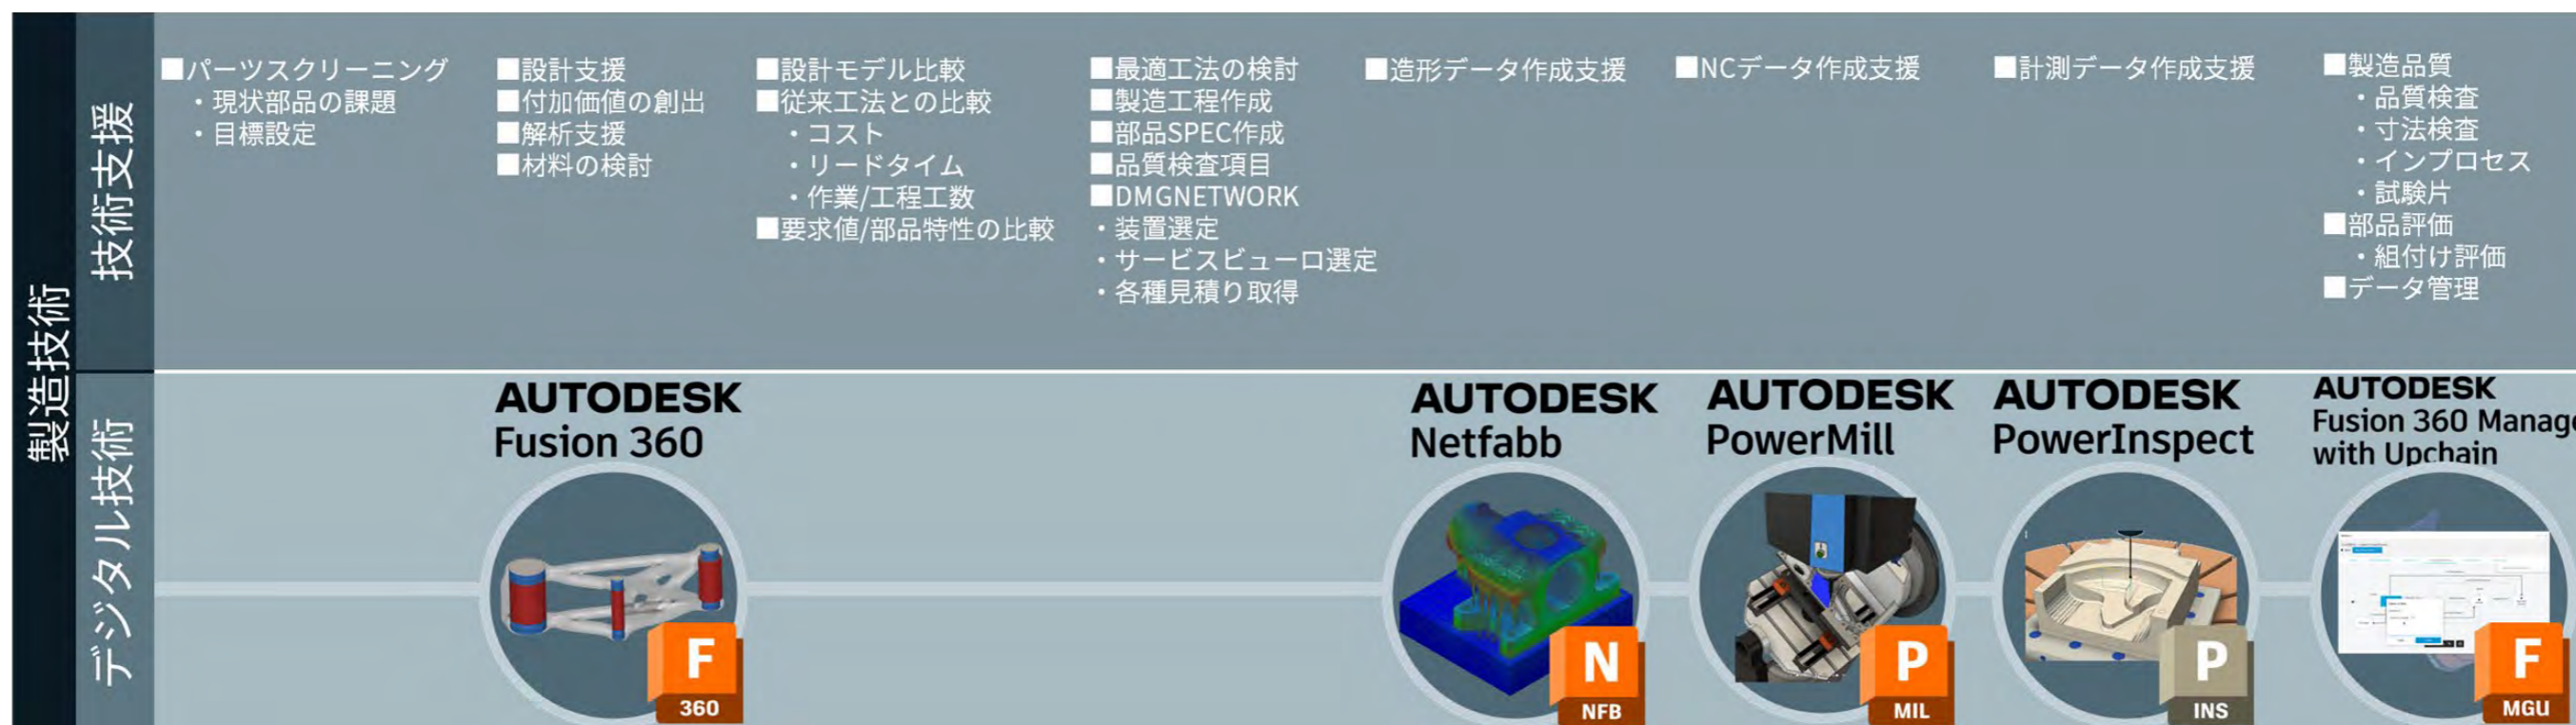 製造技術
技術支援
■パーツスクリーニング
・現状部品の課題
・目標設定
■設計支援
■付加価値の創出
■解析支援
■材料の検討
■設計モデル比較
■従来工法との比較
・コスト
・リードタイム
・作業/工程工数
■要求値/部品特性の比較
■最適工法の検討
■製造工程作成
■部品SPEC作成
■品質検査項目
■DMGNETWORK
・装置選定
・サービスビューロ選定
・各種見積り取得
■造形データ作成支援
■NCデータ作成支援
■計測データ作成支援
■製造品質
・品質検査
・寸法検査
・インプロセス
・試験片
■部品評価
・組付け評価
■データ管理
デジタル技術
AUTODESK
Fusion 360
F
360
AUTODESK
Netfabb
N
NFB
AUTODESK
PowerMill
P
MIL
AUTODESK
PowerInspect
P
INS
AUTODESK
Fusion 360 Manage
with Upchain
F
MGU